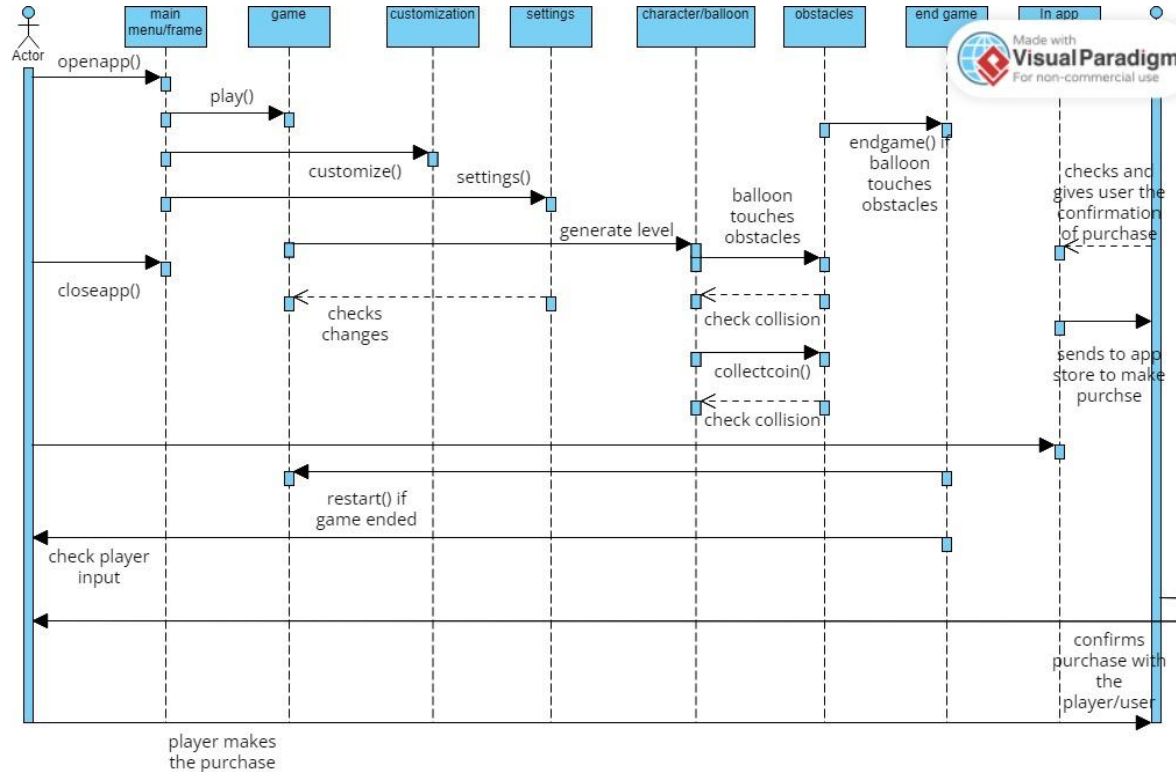 main
menu/frame
game
customization
settings
character/balloon
obstacles
end game
In app
Made with
Visual Paradigm
For non-commercial use
Actor
openapp()
play()
customize()
settings()
endgame() if
balloon
touches
obstacles
checks and
gives user the
confirmation
of purchase
balloon
touches
obstacles
generate level
closeapp()
checks
changes
check collision
sends to app
store to make
purchse
collectcoin()
check collision
restart() if
game ended
check player
input
confirms
purchase with
the
player/user
player makes
the purchase